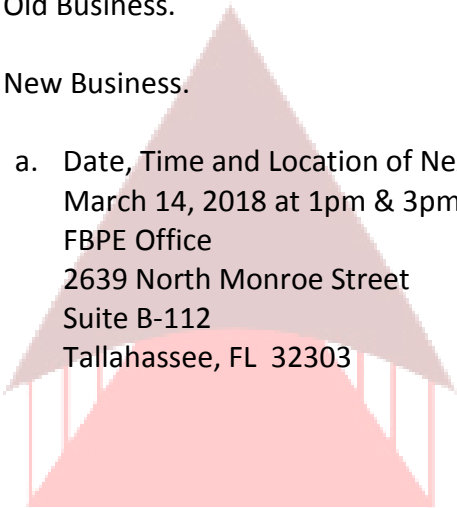 Old Business.
New Business.
a. Date, Time and Location of
March 14, 2018 at 1pm & 3pm
FBPE Office
2639 North Monroe Street
Suite B-112
Tallahassee, FL 32303